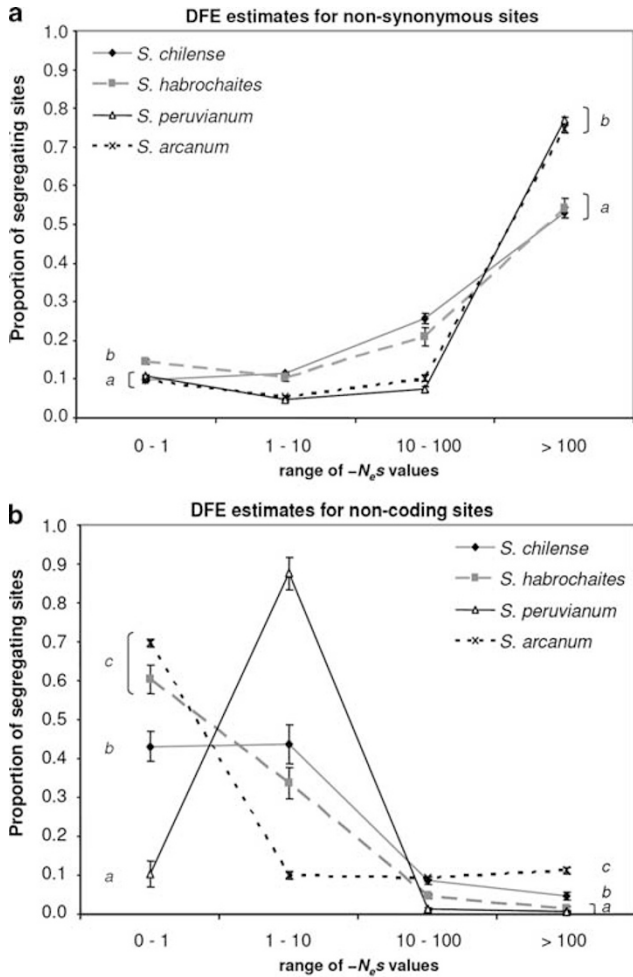 a
DFE estimates for non-synonymous sites
Proportion of segregating sites
1.0
0.9
0.8
0.7
0.6
0.5
0.4
0.3
0.2
0.1
0.0
S. chilense
S. habrochaites
S. peruvianum
S. arcanum
b
a
b
a
0 - 1 1 - 10 10 - 100 > 100
range of -Nₑs values
b
DFE estimates for non-coding sites
Proportion of segregating sites
1.0
0.9
0.8
0.7
0.6
0.5
0.4
0.3
0.2
0.1
0.0
S. chilense
S. habrochaites
S. peruvianum
S. arcanum
c
b
a
c
b
a
0 - 1 1 - 10 10 - 100 > 100
range of -Nₑs values